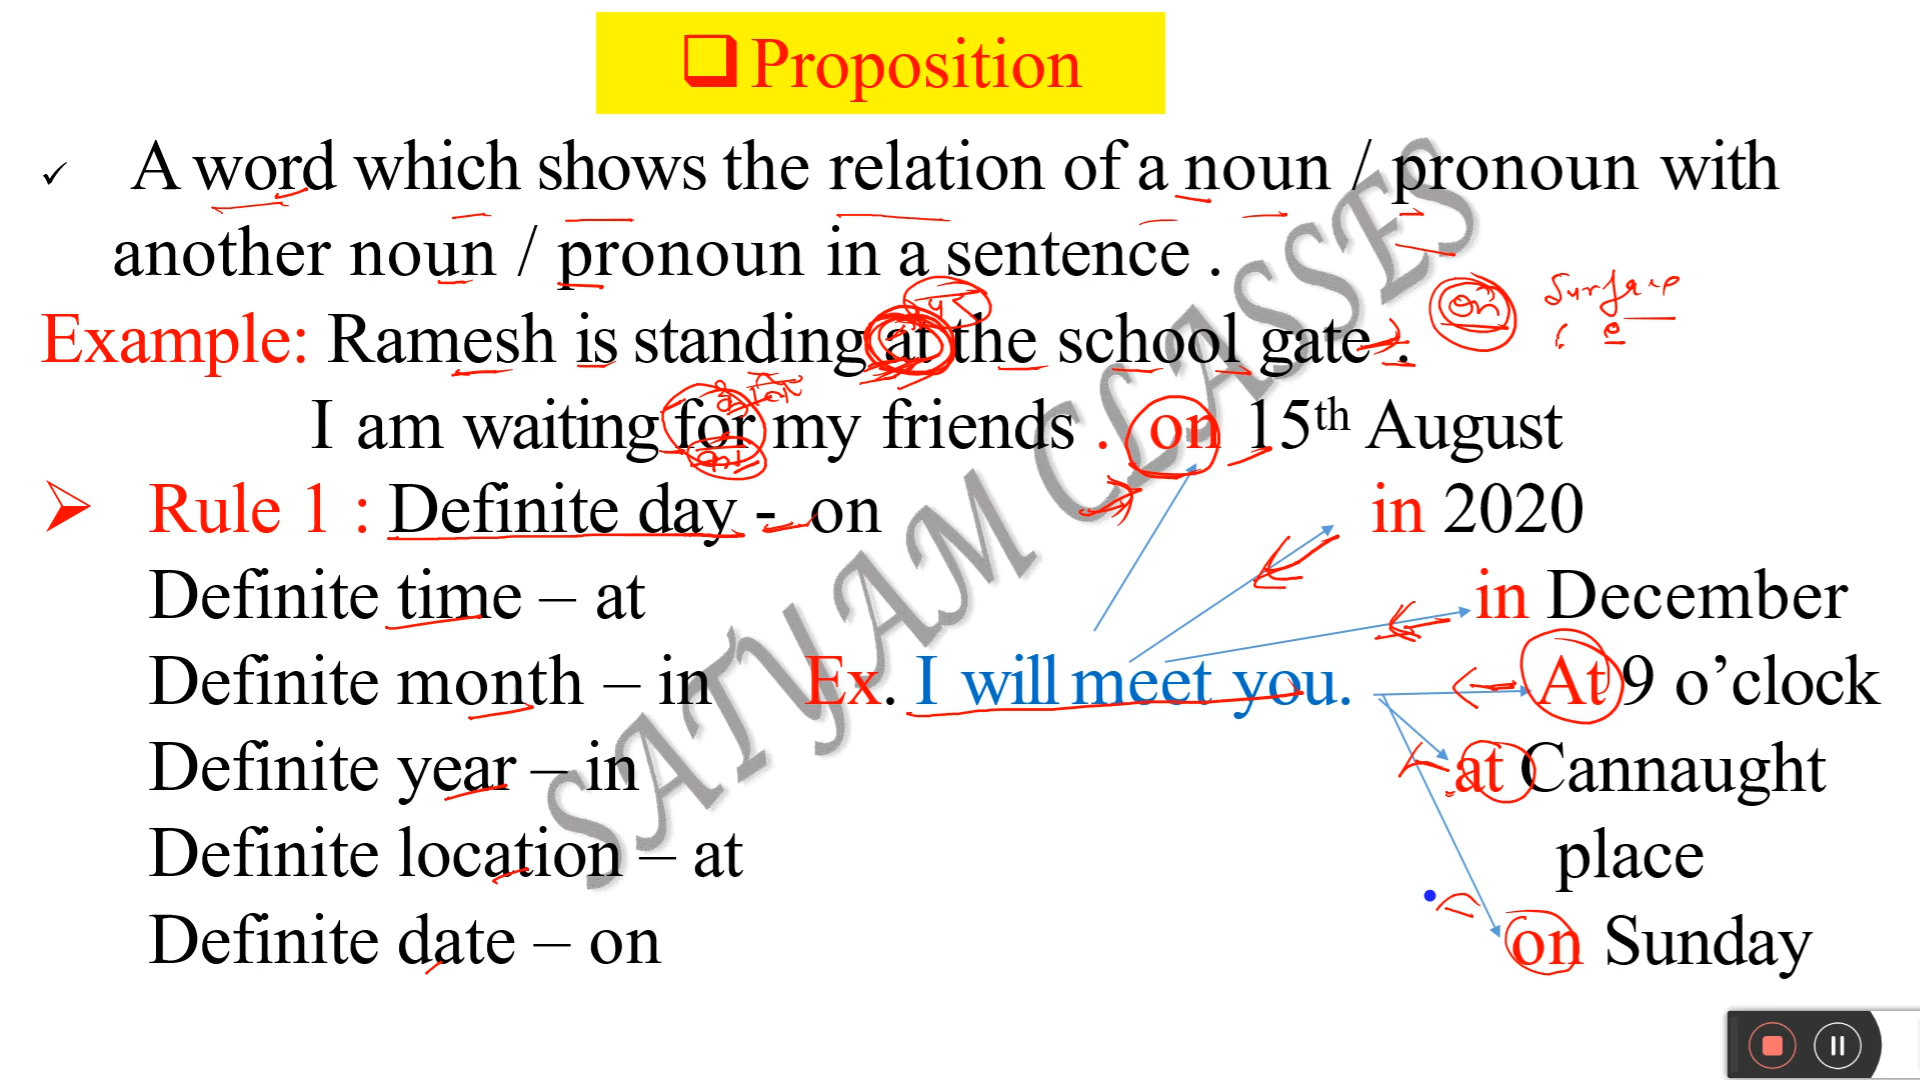 Proposition
A word which shows the relation of a noun / pronoun with
another noun / pronoun in a sentence .
Example: Ramesh is standing at the school gate .
on
I am waiting for my friends . on 15th August
Rule 1 : Definite day - on
in 2020
Definite time – at
in December
Definite month – in
Ex. I will meet you.
At 9 o’clock
Definite year – in
at Cannaught
place
Definite location – at
Definite date – on
on Sunday
SATYAM CLASSES